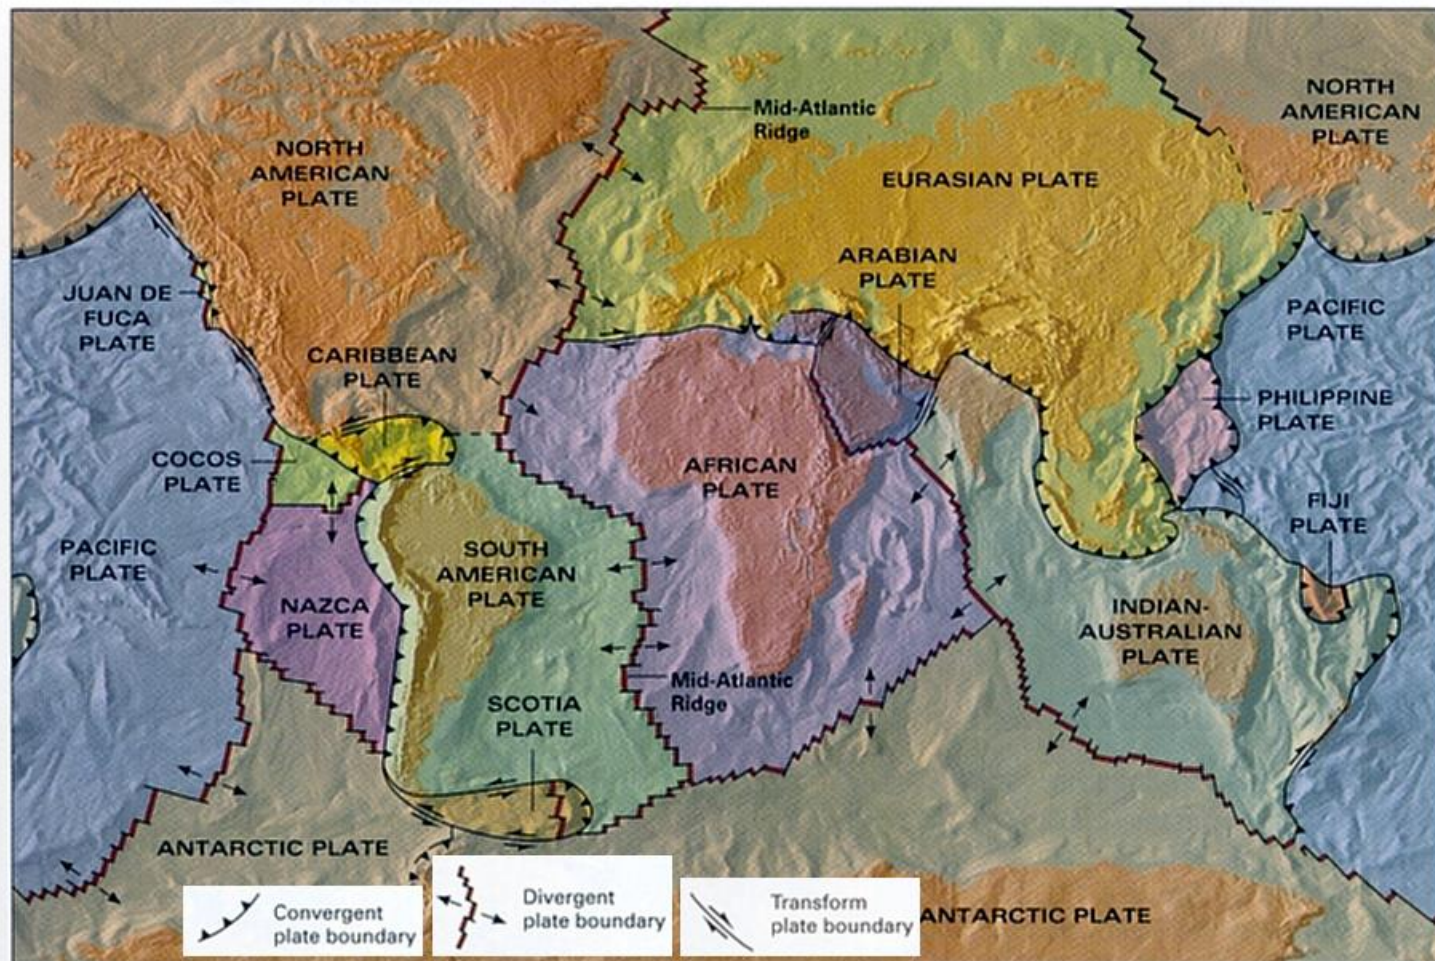 NORTH
AMERICAN
PLATE
Mid-Atlantic
Ridge
EURASIAN PLATE
NORTH
AMERICAN
PLATE
ARABIAN
PLATE
JUAN DE
FUCA
PLATE
CARIBBEAN
PLATE
PACIFIC
PLATE
PHILIPPINE
PLATE
COCOS
PLATE
AFRICAN
PLATE
FIJI
PLATE
PACIFIC
PLATE
SOUTH
AMERICAN
PLATE
NAZCA
PLATE
INDIAN-
AUSTRALIAN
PLATE
Mid-Atlantic
Ridge
SCOTIA
PLATE
ANTARCTIC PLATE
Convergent
plate boundary
Divergent
plate boundary
Transform
plate boundary
ANTARCTIC PLATE